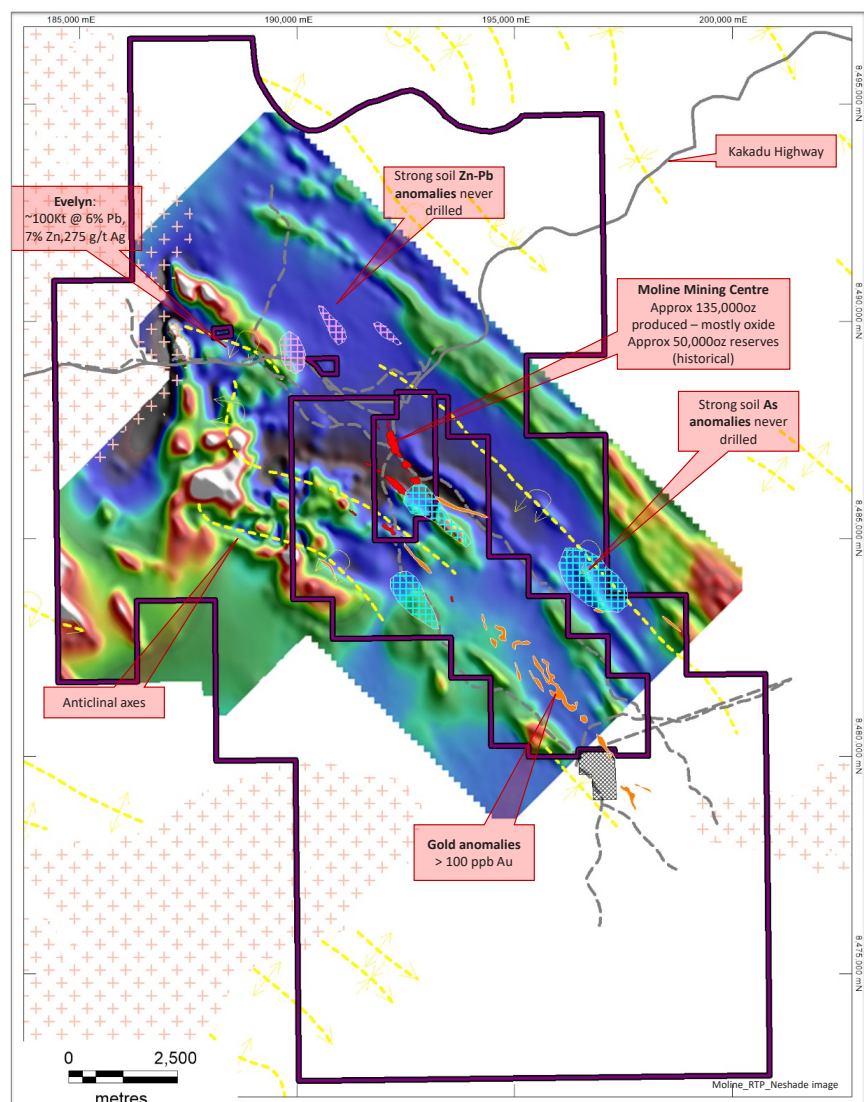 185,000 mE
190,000 mE
195,000 mE
200,000 mE
8,495,000 mN
Kakadu Highway
Strong soil Zn-Pb
anomalies never
drilled
Evelyn:
~100Kt @ 6% Pb,
7% Zn,275 g/t Ag
Moline Mining Centre
Approx 135,000oz
produced – mostly oxide
Approx 50,000oz reserves
(historical)
8,490,000 mN
Strong soil As
anomalies never
drilled
8,485,000 mN
Anticlinal axes
8,480,000 mN
Gold anomalies
> 100 ppb Au
8,475,000 mN
0 2,500
metres
Moline_RTP_Neshade image